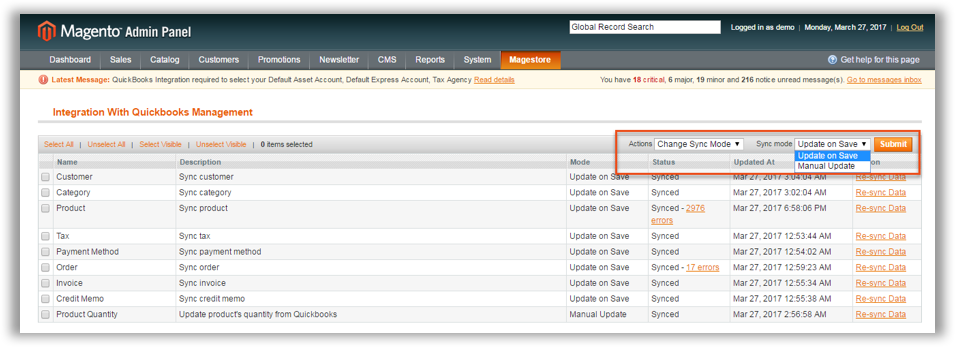 Magento Admin Panel
Global Record Search
Logged in as demo | Monday, March 27, 2017 | Log Out
Dashboard Sales Catalog Customers Promotions Newsletter CMS Reports System Magestore
Get help for this page
Latest Message: QuickBooks Integration required to select your Default Asset Account, Default Express Account, Tax Agency Read details
You have 18 critical, 6 major, 19 minor and 216 notice unread message(s). Go to messages inbox
Integration With Quickbooks Management
Select All | Unselect All | Select Visible | Unselect Visible | 0 items selected
Actions Change Sync Mode Sync mode Update on Save Submit
Update on Save
Manual Update
Name Description Mode Status Updated At
Customer Sync customer Update on Save Synced Mar 27, 2017 3:04:04 AM Re-sync Data
Category Sync category Update on Save Synced Mar 27, 2017 3:02:04 AM Re-sync Data
Product Sync product Update on Save Synced - 2976 Mar 27, 2017 6:58:06 PM Re-sync Data
errors
Tax Sync tax Update on Save Synced Mar 27, 2017 12:53:44 AM Re-sync Data
Payment Method Sync payment method Update on Save Synced Mar 27, 2017 12:54:02 AM Re-sync Data
Order Sync order Update on Save Synced - 17 errors Mar 27, 2017 12:59:23 AM Re-sync Data
Invoice Sync invoice Update on Save Synced Mar 27, 2017 12:55:34 AM Re-sync Data
Credit Memo Sync credit memo Update on Save Synced Mar 27, 2017 12:55:38 AM Re-sync Data
Product Quantity Update product's quantity from Quickbooks Manual Update Synced Mar 27, 2017 2:56:58 AM Re-sync Data